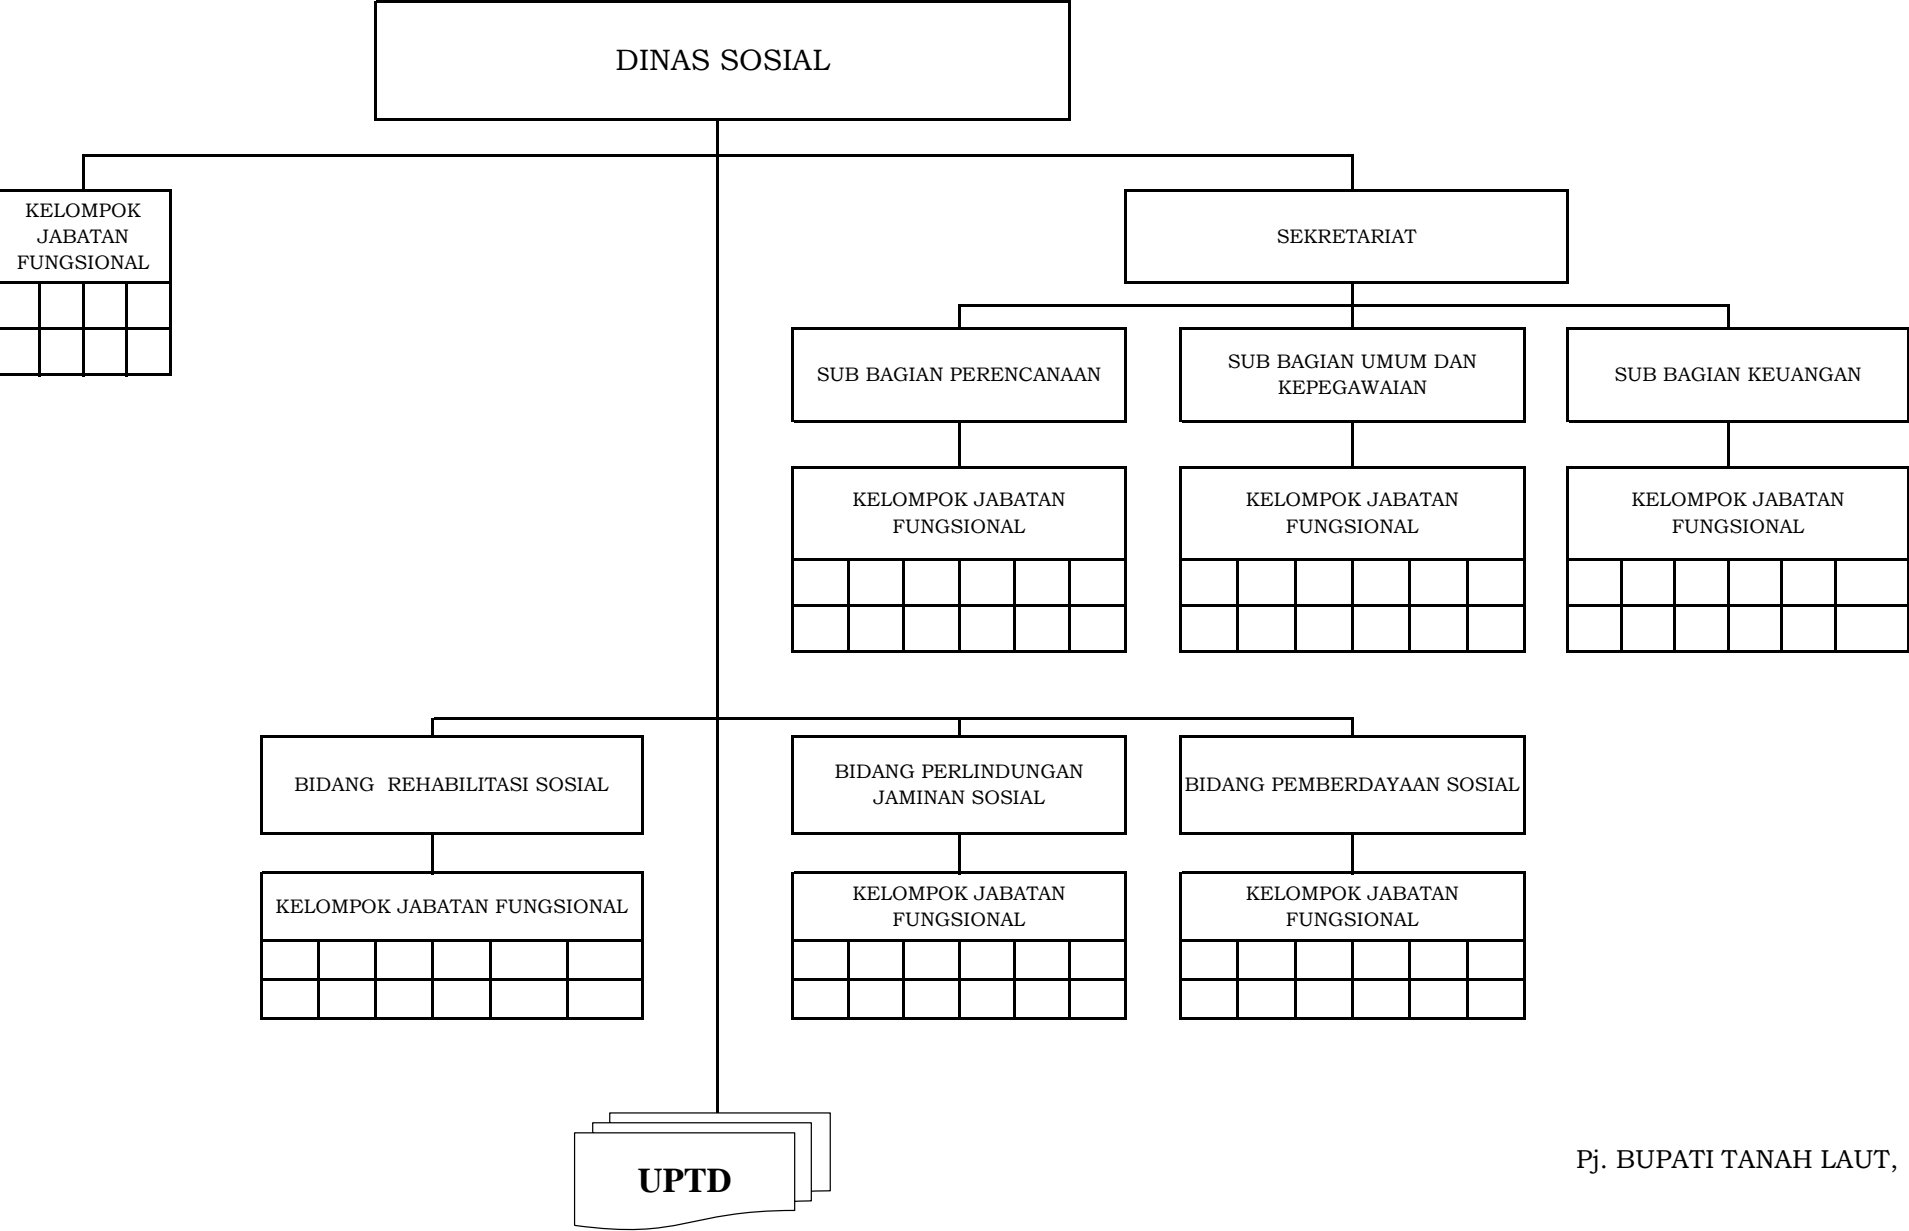 DINAS SOSIAL
KELOMPOK
JABATAN
FUNGSIONAL
SEKRETARIAT
SUB BAGIAN PERENCANAAN
SUB BAGIAN UMUM DAN
KEPEGAWAIAN
SUB BAGIAN KEUANGAN
KELOMPOK JABATAN
FUNGSIONAL
KELOMPOK JABATAN
FUNGSIONAL
KELOMPOK JABATAN
FUNGSIONAL
BIDANG  REHABILITASI SOSIAL
BIDANG PERLINDUNGAN
JAMINAN SOSIAL
BIDANG PEMBERDAYAAN SOSIAL
KELOMPOK JABATAN FUNGSIONAL
KELOMPOK JABATAN
FUNGSIONAL
KELOMPOK JABATAN
FUNGSIONAL
UPTD
Pj. BUPATI TANAH LAUT,